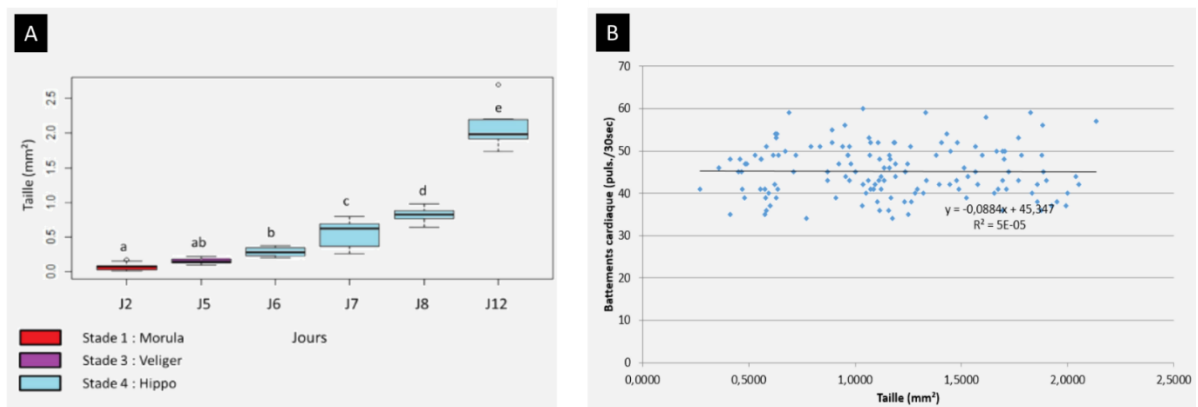 A
Taille (mm²)
2.5
2.0
1.5
1.0
0.5
0.0
a
ab
b
c
d
e
J2 J5 J6 J7 J8 J12
Jours
Stade 1 : Morula
Stade 3 : Veliger
Stade 4 : Hippo
B
Battements cardiaque (puls./30sec)
70
60
50
40
30
20
10
0
y = -0,0884x + 45,347
R² = 5E-05
0,0000 0,5000 1,0000 1,5000 2,0000 2,5000
Taille (mm²)